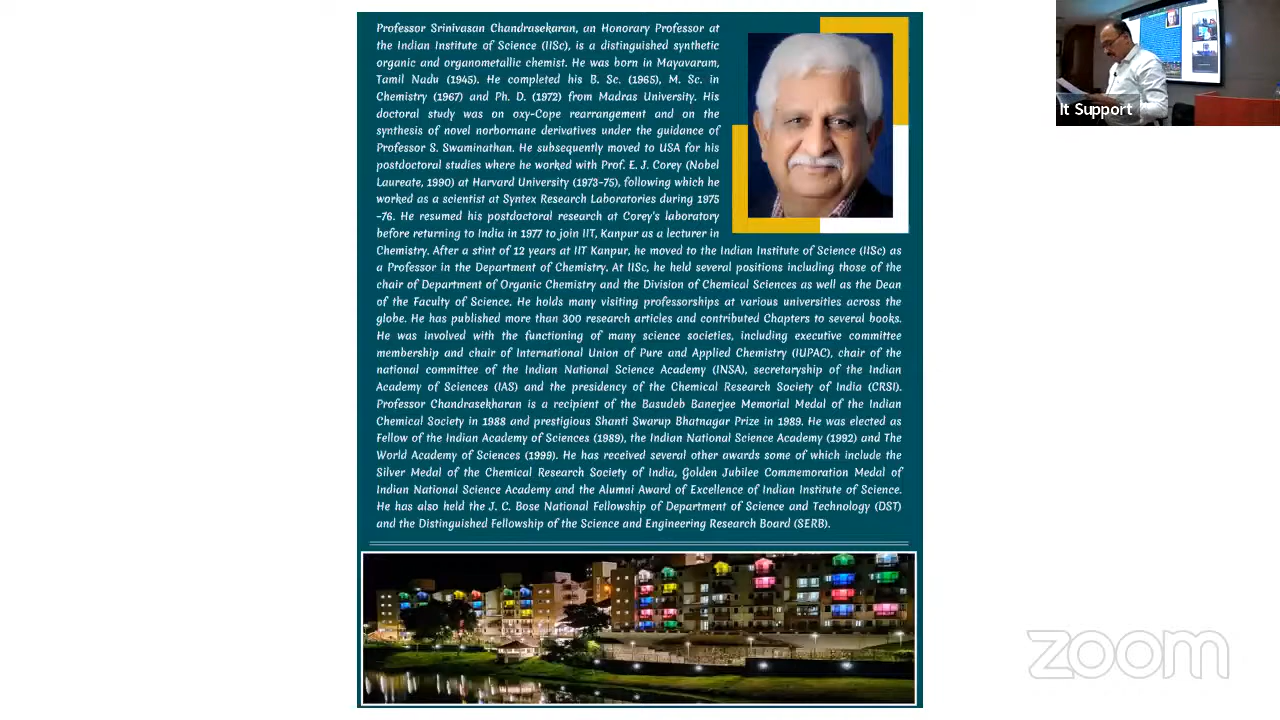 Professor Srinivasan Chandrasekaran, an Honorary Professor at
the Indian Institute of Science (IISc), is a distinguished synthetic
organic and organometallic chemist. He was born in Mayavaram,
Tamil Nadu (1945). He completed his B. Sc. (1965), M. Sc. in
Chemistry (1967) and Ph. D. (1972) from Madras University. His
doctoral study was on oxy-Cope rearrangement and on the
synthesis of novel norbornane derivatives under the guidance of
Professor S. Swaminathan. He subsequently moved to USA for his
postdoctoral studies where he worked with Prof. E. J. Corey (Nobel
Laureate, 1990) at Harvard University (1973-75), following which he
worked as a scientist at Syntex Research Laboratories during 1975
-76. He resumed his postdoctoral research at Corey's laboratory
before returning to India in 1977 to join IIT, Kanpur as a lecturer in
Chemistry. After a stint of 12 years at IIT Kanpur, he moved to the Indian Institute of Science (IISc) as
a Professor in the Department of Chemistry. At IISc, he held several positions including those of the
chair of Department of Organic Chemistry and the Division of Chemical Sciences as well as the Dean
of the Faculty of Science. He holds many visiting professorships at various universities across the
globe. He has published more than 300 research articles and contributed Chapters to several books.
He was involved with the functioning of many science societies, including executive committee
membership and chair of International Union of Pure and Applied Chemistry (IUPAC), chair of the
national committee of the Indian National Science Academy (INSA), secretaryship of the Indian
Academy of Sciences (IAS) and the presidency of the Chemical Research Society of India (CRSI).
Professor Chandrasekharan is a recipient of the Basudeb Banerjee Memorial Medal of the Indian
Chemical Society in 1988 and prestigious Shanti Swarup Bhatnagar Prize in 1989. He was elected as
Fellow of the Indian Academy of Sciences (1989), the Indian National Science Academy (1992) and The
World Academy of Sciences (1999). He has received several other awards some of which include the
Silver Medal of the Chemical Research Society of India, Golden Jubilee Commemoration Medal of
Indian National Science Academy and the Alumni Award of Excellence of Indian Institute of Science.
He has also held the J. C. Bose National Fellowship of Department of Science and Technology (DST)
and the Distinguished Fellowship of the Science and Engineering Research Board (SERB).
It Support
zoom